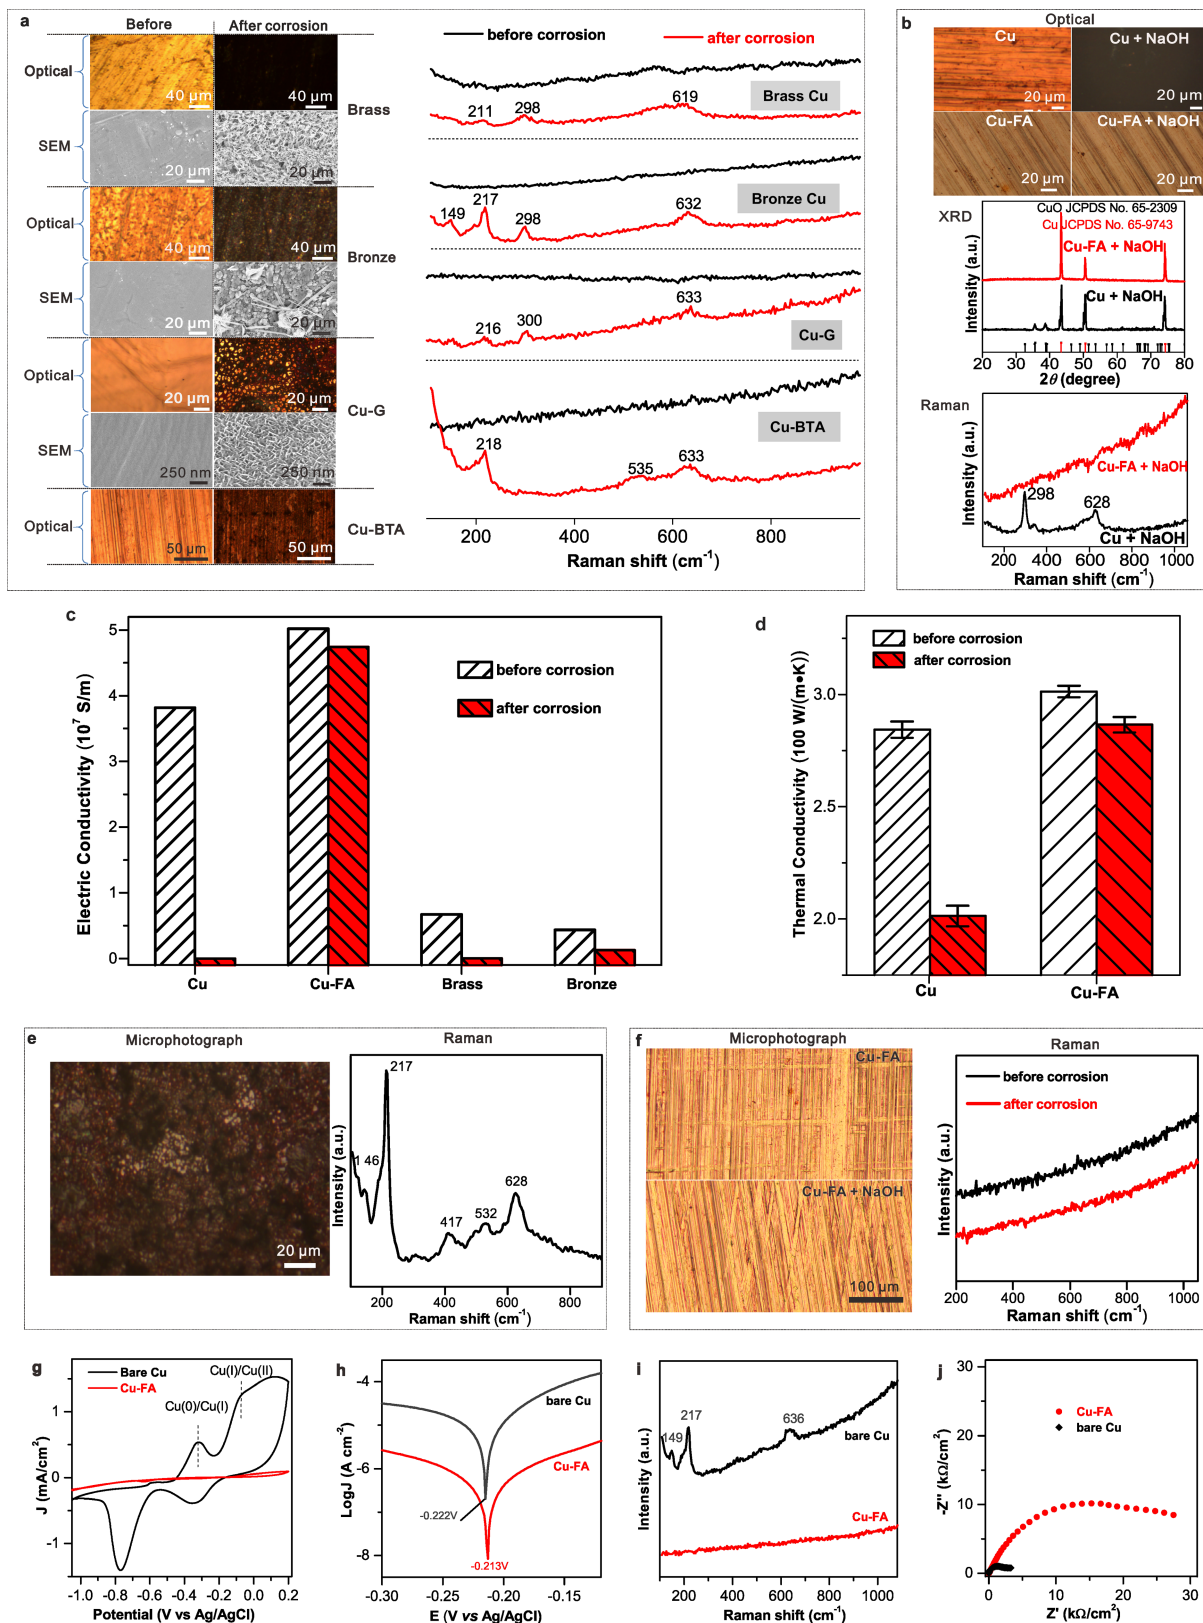 a
Before
After corrosion
Optical
40 µm
40 µm
Brass
SEM
20 µm
20 µm
Optical
40 µm
40 µm
Bronze
SEM
20 µm
20 µm
Optical
20 µm
20 µm
Cu-G
SEM
250 nm
250 nm
Optical
50 µm
50 µm
Cu-BTA
before corrosion
after corrosion
Brass Cu
211
298
619
Bronze Cu
149
217
298
632
Cu-G
216
300
633
Cu-BTA
218
535
633
200
400
600
800
Raman shift (cm-1)
b
Optical
Cu
20 µm
Cu + NaOH
20 µm
Cu-FA
20 µm
Cu-FA + NaOH
20 µm
XRD
CuO JCPDS No. 65-2309
Cu JCPDS No. 65-9743
Cu-FA + NaOH
Cu + NaOH
Intensity (a.u.)
20 30 40 50 60 70 80
2θ (degree)
Raman
Cu-FA + NaOH
298
628
Cu + NaOH
Intensity (a.u.)
200 400 600 800 1000
Raman shift (cm-1)
c
Electric Conductivity (10^7 S/m)
5
4
3
2
1
0
before corrosion
after corrosion
Cu
Cu-FA
Brass
Bronze
d
Thermal Conductivity (100 W/(m•K))
3.0
2.5
2.0
before corrosion
after corrosion
Cu
Cu-FA
e
Microphotograph
20 µm
Raman
217
1 46
417
532
628
Intensity (a.u.)
200 400 600 800
Raman shift (cm-1)
f
Microphotograph
Cu-FA
Cu-FA + NaOH
100 µm
Raman
before corrosion
after corrosion
Intensity (a.u.)
200 400 600 800 1000
Raman shift (cm-1)
g
Bare Cu
Cu-FA
Cu(I)/Cu(II)
Cu(0)/Cu(I)
J (mA/cm2)
1
0
-1
-1.0 -0.8 -0.6 -0.4 -0.2 0.0 0.2
Potential (V vs Ag/AgCl)
h
bare Cu
Cu-FA
-0.222V
-0.213V
LogJ (A cm-2)
-4
-6
-8
-0.30 -0.25 -0.20 -0.15
E (V vs Ag/AgCl)
i
149
217
636
bare Cu
Cu-FA
Intensity (a.u.)
200 400 600 800 1000
Raman shift (cm-1)
j
Cu-FA
bare Cu
-Z'' (kΩ/cm2)
30
20
10
0
0 5 10 15 20 25 30
Z' (kΩ/cm2)